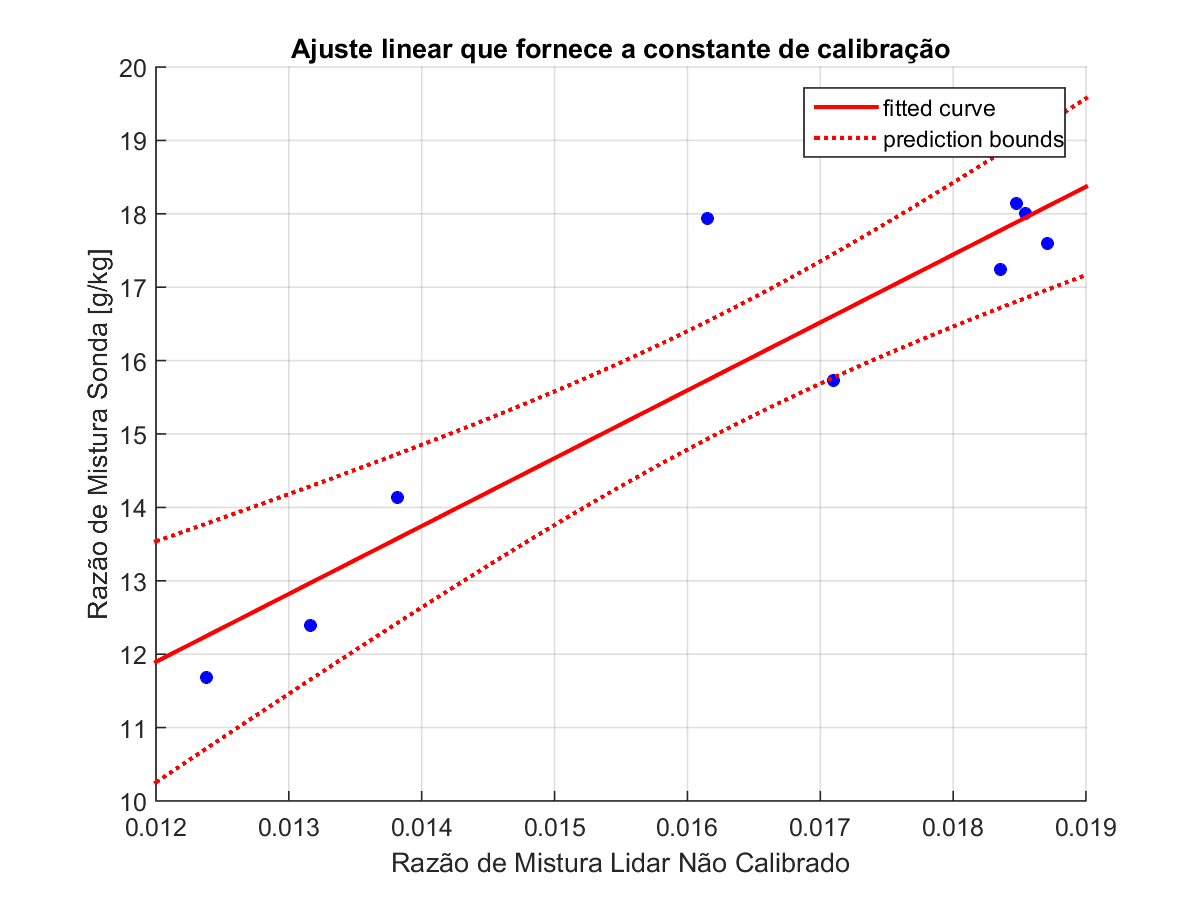 Ajuste linear que fornece a constante de calibração
fitted curve
prediction bounds
20
19
18
17
16
15
14
13
12
11
10
Razão de Mistura Sonda [g/kg]
0.012 0.013 0.014 0.015 0.016 0.017 0.018 0.019
Razão de Mistura Lidar Não Calibrado